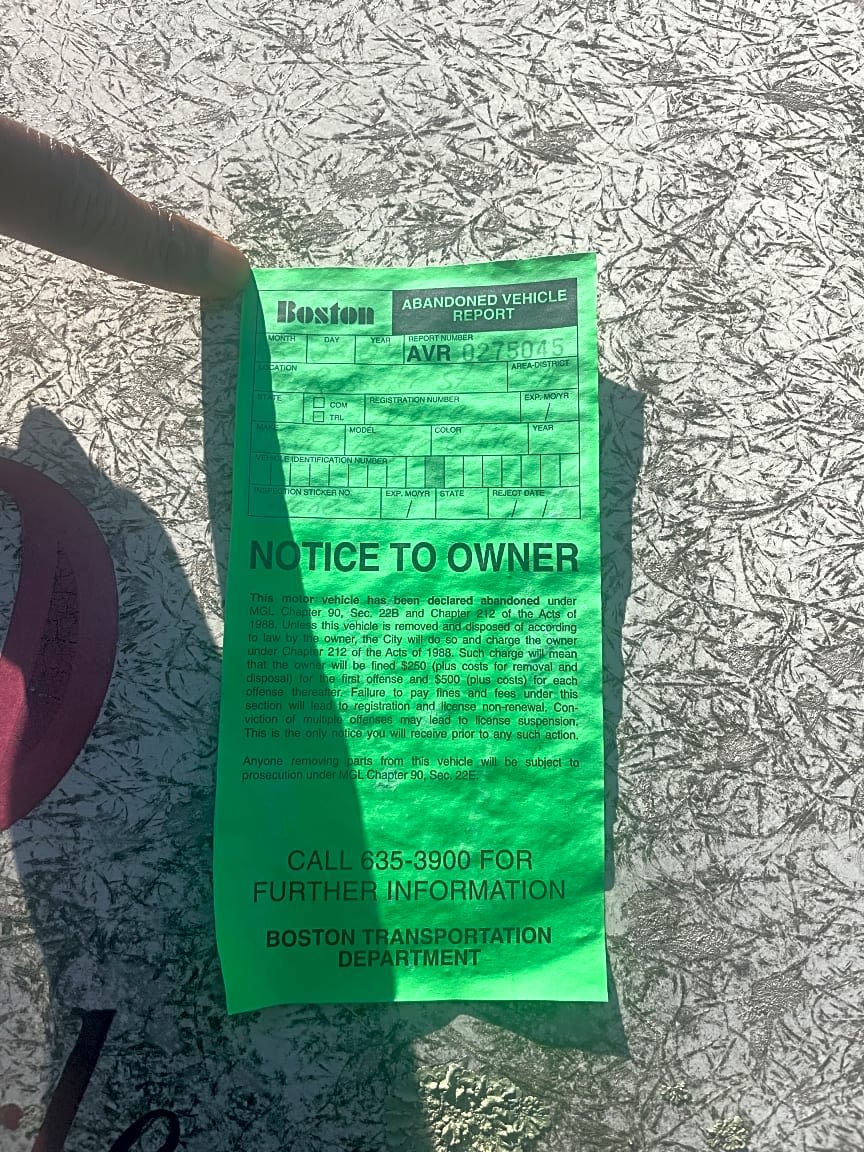 Boston
ABANDONED VEHICLE
REPORT
MONTH DAY YEAR REPORT NUMBER
AVR 0275045
LOCATION AREA-DISTRICT
STATE COM REGISTRATION NUMBER EXP. MO/YR
TRL /
MAKE MODEL COLOR YEAR
VEHICLE IDENTIFICATION NUMBER
INSPECTION STICKER NO. EXP. MO/YR STATE REJECT DATE
/ / /
NOTICE TO OWNER
This motor vehicle has been declared abandoned under
MGL Chapter 90, Sec. 22B and Chapter 212 of the Acts of
1988. Unless this vehicle is removed and disposed of according
to law by the owner, the City will do so and charge the owner
under Chapter 212 of the Acts of 1988. Such charge will mean
that the owner will be fined $250 (plus costs for removal and
disposal) for the first offense and $500 (plus costs) for each
offense thereafter. Failure to pay fines and fees under this
section will lead to registration and license non-renewal. Con-
viction of multiple offenses may lead to license suspension.
This is the only notice you will receive prior to any such action.
Anyone removing parts from this vehicle will be subject to
prosecution under MGL Chapter 90, Sec. 22E.
CALL 635-3900 FOR
FURTHER INFORMATION
BOSTON TRANSPORTATION
DEPARTMENT